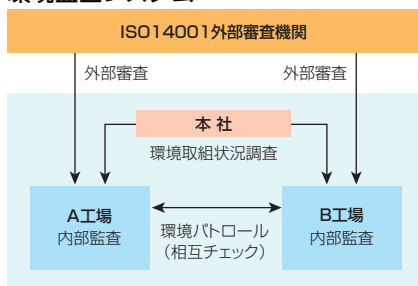 ISO14001外部審査機関
外部審査
外部審査
本 社
環境取組状況調査
A工場
内部監査
環境パトロール
（相互チェック）
B工場
内部監査